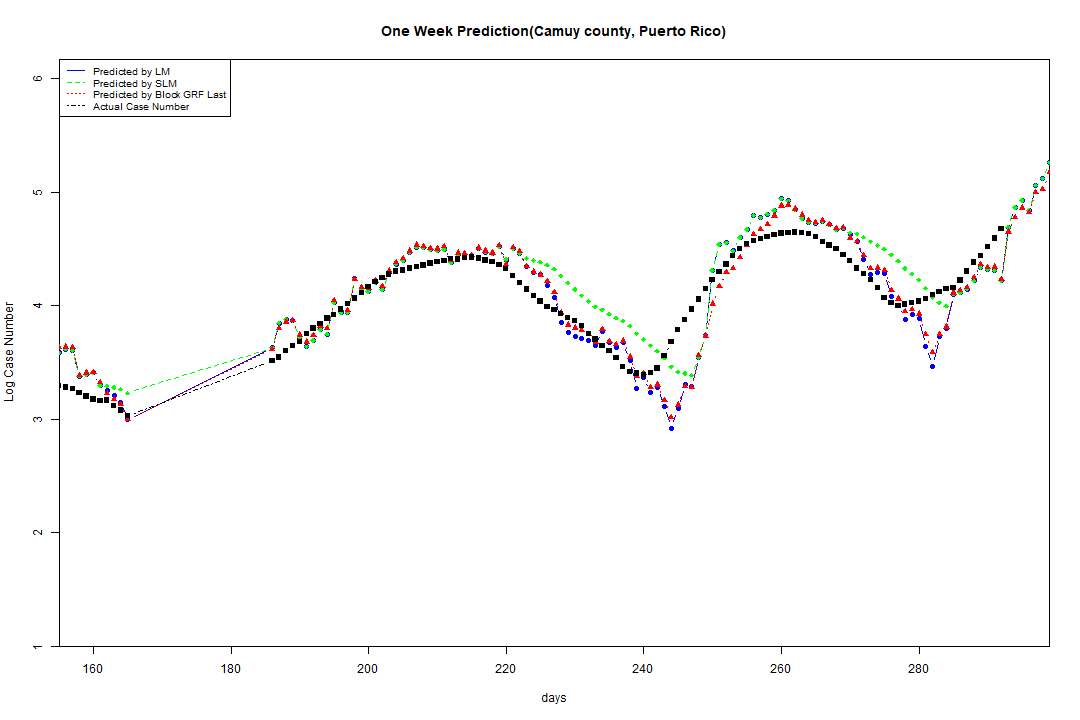 One Week Prediction(Camuy county, Puerto Rico)
Predicted by LM
Predicted by SLM
Predicted by Block GRF Last
Actual Case Number
6
5
4
3
2
1
Log Case Number
160 180 200 220 240 260 280
days